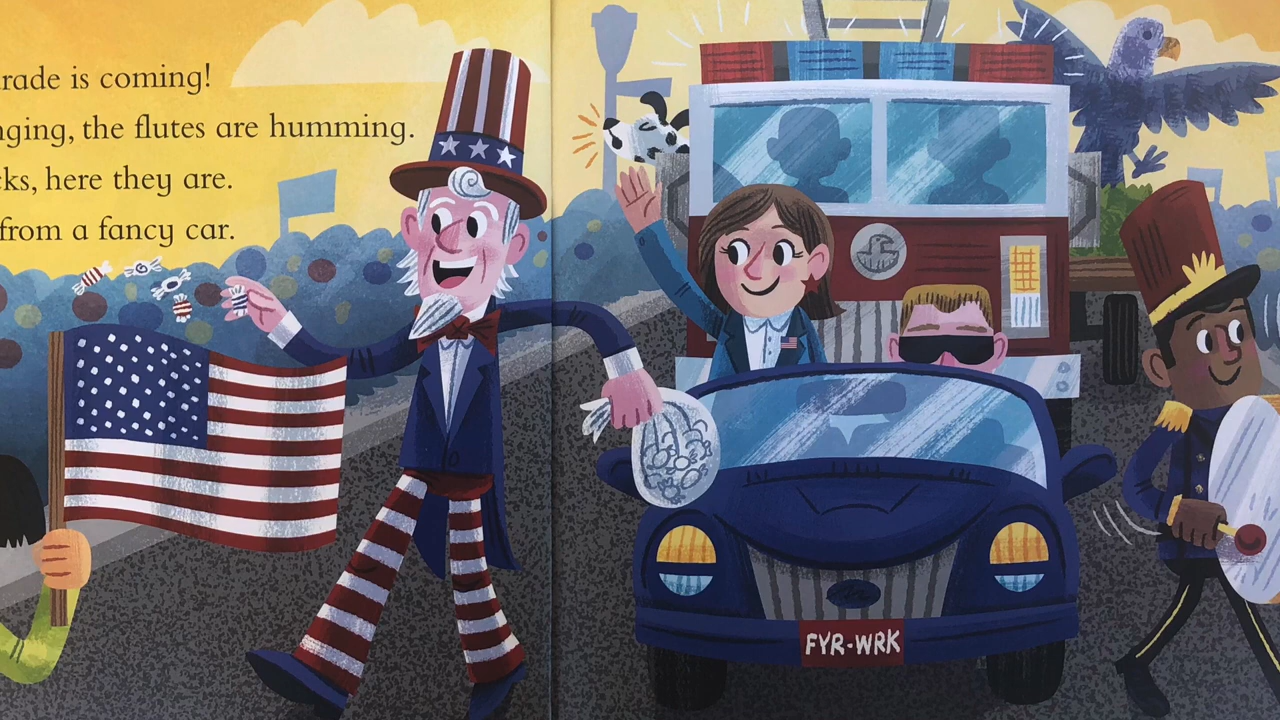 rade is coming!
nging, the flutes are humming.
cks, here they are.
from a fancy car.
FYR-WRK